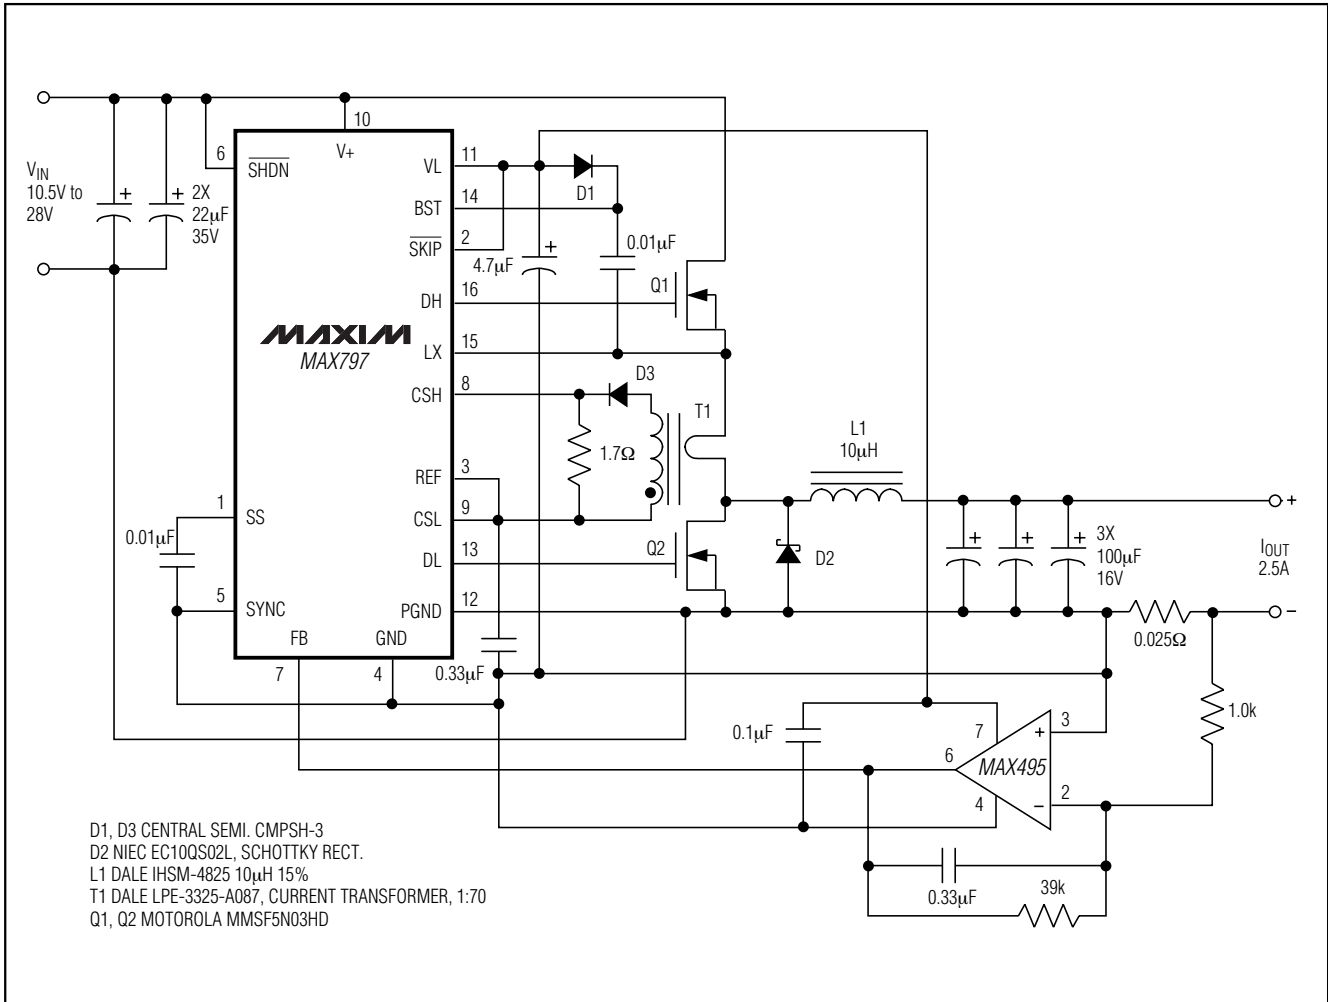 VIN
10.5V to
28V
+
+
2X
22µF
35V
6
SHDN
10
V+
VL
11
BST
14
SKIP
2
DH
16
MAXIM
MAX797
LX
15
CSH
8
REF
3
CSL
9
DL
13
PGND
12
1
SS
0.01µF
5
SYNC
FB
7
GND
4
D1
4.7µF
+
0.01µF
Q1
D3
T1
1.7Ω
L1
10µH
Q2
D2
+
+
+
3X
100µF
16V
+
IOUT
2.5A
–
0.025Ω
0.33µF
1.0k
0.1µF
7
+
3
6
MAX495
4
–
2
0.33µF
39k
D1, D3 CENTRAL SEMI. CMPSH-3
D2 NIEC EC10QS02L, SCHOTTKY RECT.
L1 DALE IHSM-4825 10µH 15%
T1 DALE LPE-3325-A087, CURRENT TRANSFORMER, 1:70
Q1, Q2 MOTOROLA MMSF5N03HD